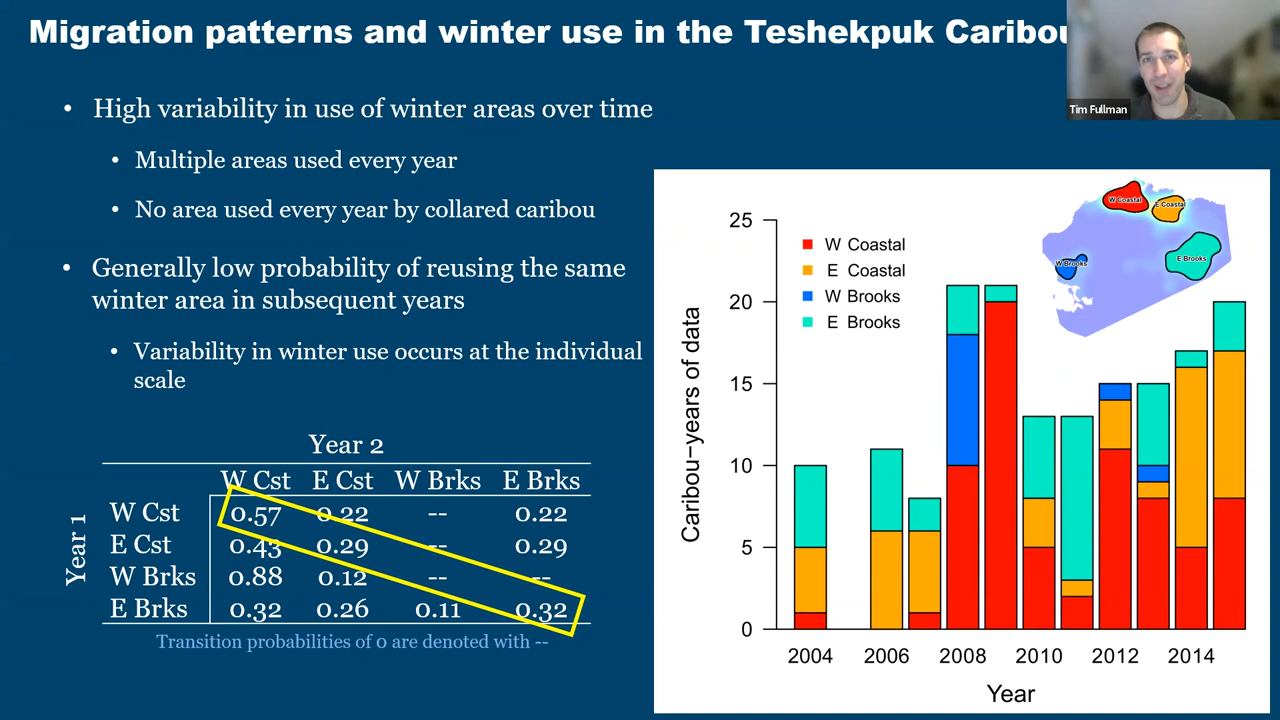 Migration patterns and winter use in the Teshekpuk Caribou
Tim Fullman
• High variability in use of winter areas over time
• Multiple areas used every year
• No area used every year by collared caribou
• Generally low probability of reusing the same
winter area in subsequent years
• Variability in winter use occurs at the individual
scale
Year 2
W Cst E Cst W Brks E Brks
Year 1
W Cst 0.57 0.22 -- 0.22
E Cst 0.43 0.29 -- 0.29
W Brks 0.88 0.12 -- --
E Brks 0.32 0.26 0.11 0.32
Transition probabilities of 0 are denoted with --
W Coastal
E Coastal
W Brooks
E Brooks
W Coastal
E Coastal
W Brooks
E Brooks
Caribou-years of data
25
20
15
10
5
0
2004 2006 2008 2010 2012 2014
Year